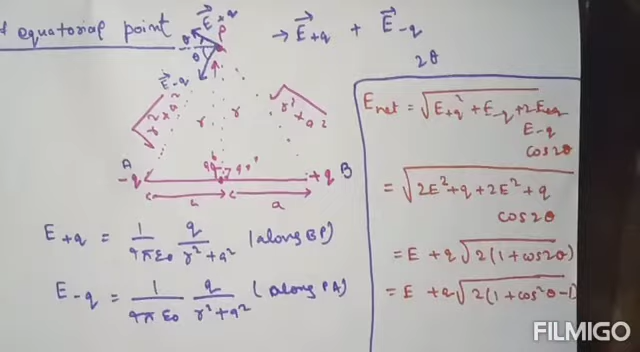 equatorial point
E⃗+q
P
→ E⃗+q + E⃗-q
2θ
θ
θ
E⃗-q
r
r
A
-q
90°
+q B
a
E+q = 1/4πε₀ q/r²+a² (along BP)
E-q = 1/4πε₀ q/r²+a² (along PA)
Enet = √E+q² + E-q + 2E+q
E-q
cos2θ
= √2E²+q + 2E²+q
cos2θ
= E+q √2(1+cos2θ)
= E+q √2(1+cos²θ-1)
FILMIGO